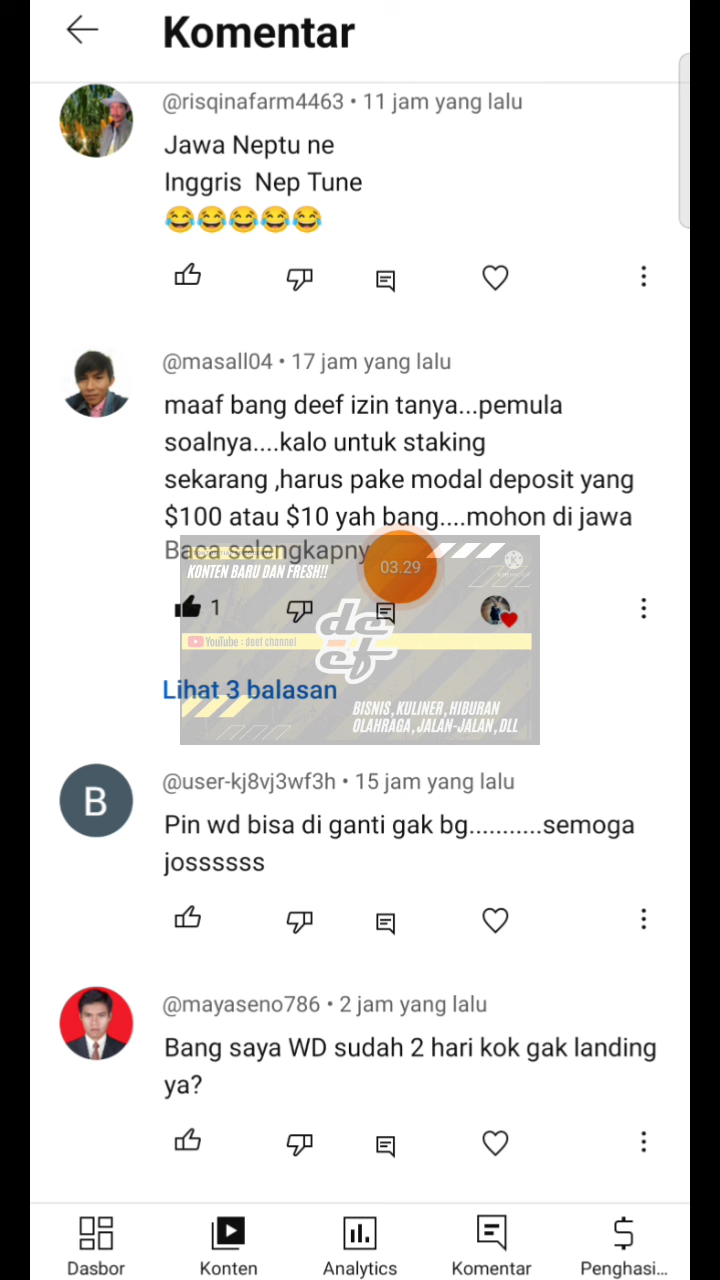 Komentar
@risqinafarm4463 • 11 jam yang lalu
Jawa Neptu ne
Inggris Nep Tune
😂😂😂😂😂
@masall04 • 17 jam yang lalu
maaf bang deef izin tanya...pemula
soalnya....kalo untuk staking
sekarang ,harus pake modal deposit yang
$100 atau $10 yah bang....mohon di jawa
Baca selengkapny
KONTEN BARU DAN FRESH!!
03.29
1
deef
YouTube : deef channel
Lihat 3 balasan
BISNIS, KULINER, HIBURAN
OLAHRAGA, JALAN-JALAN, DLL
B
@user-kj8vj3wf3h • 15 jam yang lalu
Pin wd bisa di ganti gak bg...........semoga
jossssss
@mayaseno786 • 2 jam yang lalu
Bang saya WD sudah 2 hari kok gak landing
ya?
Dasbor
Konten
Analytics
Komentar
Penghasi...